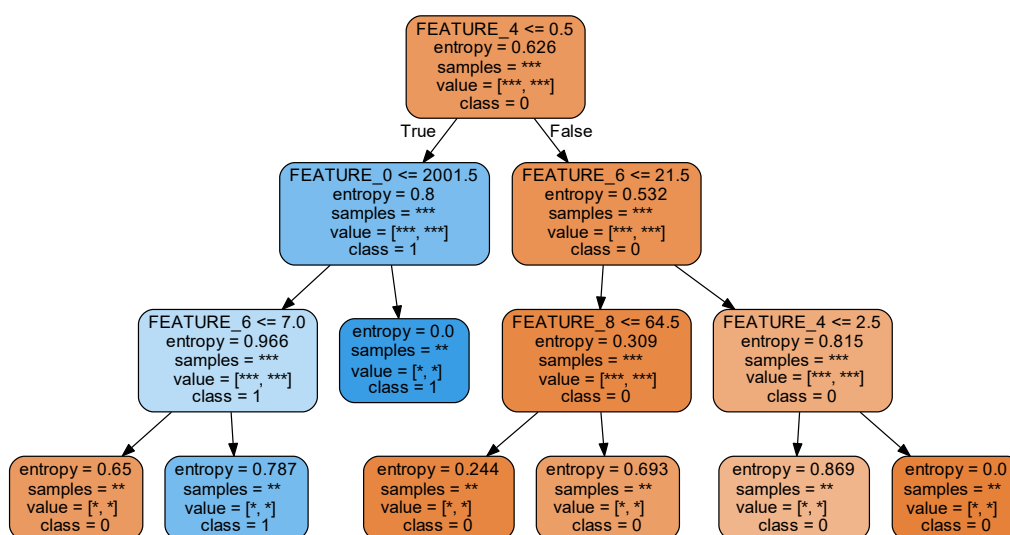 FEATURE_4 <= 0.5
entropy = 0.626
samples = ***
value = [***, ***]
class = 0
True
False
FEATURE_0 <= 2001.5
entropy = 0.8
samples = ***
value = [***, ***]
class = 1
FEATURE_6 <= 21.5
entropy = 0.532
samples = ***
value = [***, ***]
class = 0
FEATURE_6 <= 7.0
entropy = 0.966
samples = ***
value = [***, ***]
class = 1
entropy = 0.0
samples = **
value = [*, *]
class = 1
FEATURE_8 <= 64.5
entropy = 0.309
samples = ***
value = [***, ***]
class = 0
FEATURE_4 <= 2.5
entropy = 0.815
samples = ***
value = [***, ***]
class = 0
entropy = 0.65
samples = **
value = [*, *]
class = 0
entropy = 0.787
samples = **
value = [*, *]
class = 1
entropy = 0.244
samples = **
value = [*, *]
class = 0
entropy = 0.693
samples = **
value = [*, *]
class = 0
entropy = 0.869
samples = **
value = [*, *]
class = 0
entropy = 0.0
samples = **
value = [*, *]
class = 0